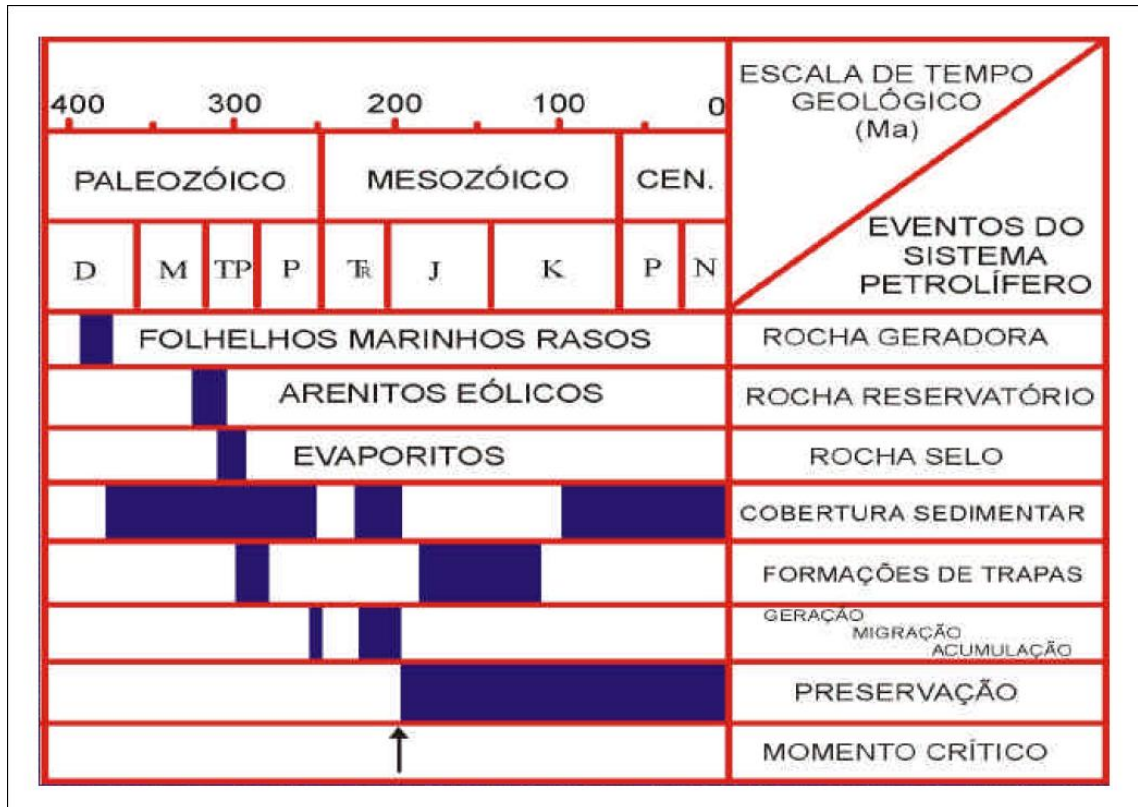 400 300 200 100 0
ESCALA DE TEMPO
GEOLÓGICO
(Ma)
PALEOZÓICO MESOZÓICO CEN.
EVENTOS DO
SISTEMA
PETROLÍFERO
D M TP P TR J K P N
FOLHELHOS MARINHOS RASOS ROCHA GERADORA
ARENITOS EÓLICOS ROCHA RESERVATÓRIO
EVAPORITOS ROCHA SELO
COBERTURA SEDIMENTAR
FORMAÇÕES DE TRAPAS
GERAÇÃO
MIGRAÇÃO
ACUMULAÇÃO
PRESERVAÇÃO
MOMENTO CRÍTICO